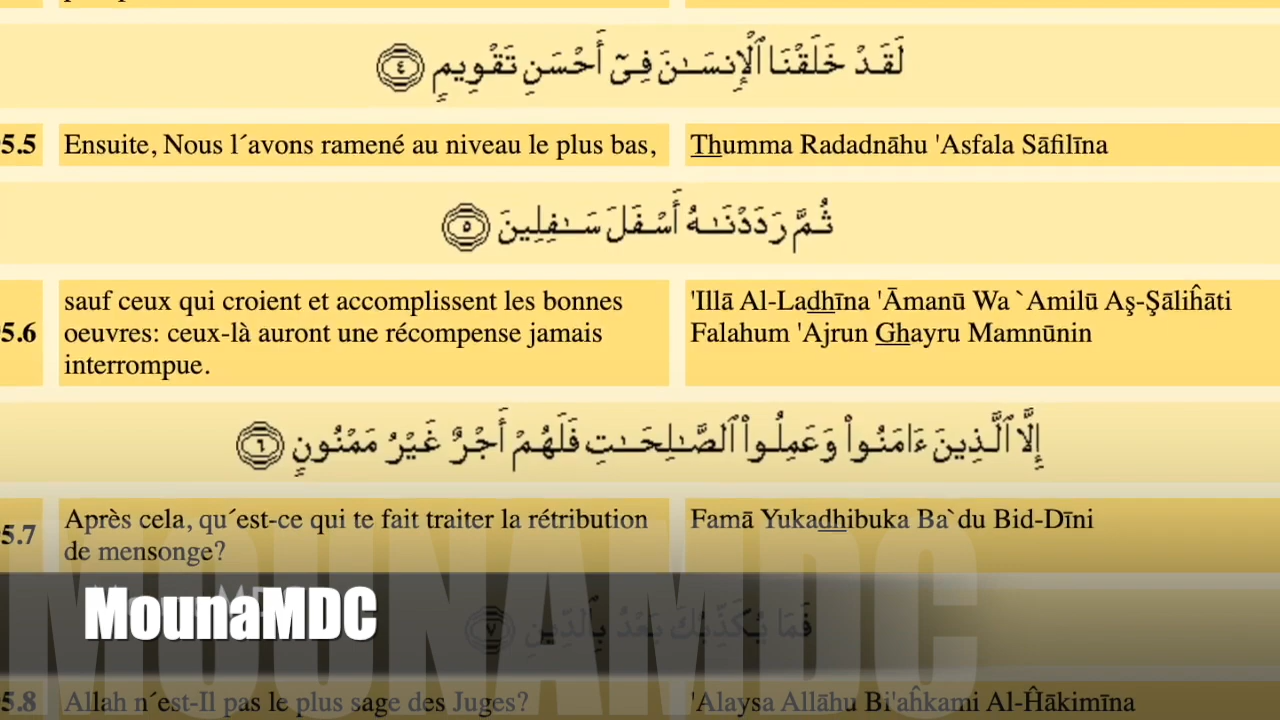 لَقَدْ خَلَقْنَا ٱلْإِنسَـٰنَ فِىٓ أَحْسَنِ تَقْوِيمٍ ٤
5.5 Ensuite, Nous l´avons ramené au niveau le plus bas, Thumma Radadnāhu 'Asfala Sāfilīna
ثُمَّ رَدَدْنَـٰهُ أَسْفَلَ سَـٰفِلِينَ ٥
sauf ceux qui croient et accomplissent les bonnes 'Illā Al-Ladhīna 'Āmanū Wa `Amilū Aş-Şāliĥāti
5.6 oeuvres: ceux-là auront une récompense jamais Falahum 'Ajrun Ghayru Mamnūnin
interrompue.
إِلَّا ٱلَّذِينَ ءَامَنُوا۟ وَعَمِلُوا۟ ٱلصَّـٰلِحَـٰتِ فَلَهُمْ أَجْرٌ غَيْرُ مَمْنُونٍ ٦
5.7 Après cela, qu´est-ce qui te fait traiter la rétribution Famā Yukadhibuka Ba`du Bid-Dīni
de mensonge?
MOUNAMDC
MounaMDC
فَمَا يُكَذِّبُكَ بَعْدُ بِٱلدِّينِ ٧
5.8 Allah n´est-Il pas le plus sage des Juges? 'Alaysa Allāhu Bi'aĥkami Al-Ĥākimīna